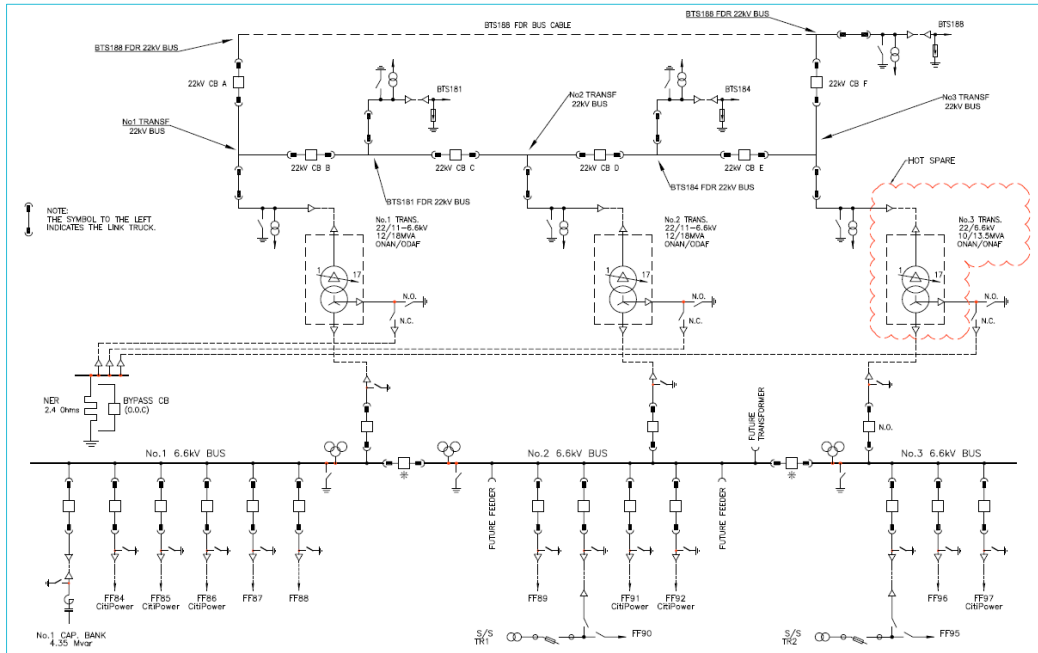 BTS188 FDR 22kV BUS
BTS188 FDR BUS CABLE
BTS188 FDR 22kV BUS
BTS188
22kV CB A
22kV CB F
BTS181
BTS184
No1 TRANSF
22kV BUS
No2 TRANSF
22kV BUS
No3 TRANSF
22kV BUS
22kV CB B
22kV CB C
22kV CB D
22kV CB E
HOT SPARE
BTS181 FDR 22kV BUS
BTS184 FDR 22kV BUS
NOTE:
THE SYMBOL TO THE LEFT
INDICATES THE LINK TRUCK.
No.1 TRANS.
22/11-6.6kV
12/18MVA
ONAN/ODAF
No.2 TRANS.
22/11-6.6kV
12/18MVA
ONAN/ODAF
No.3 TRANS.
22/6.6kV
10/13.5MVA
ONAN/ONAF
1
17
1
17
1
17
N.O.
N.C.
N.O.
N.C.
N.O.
N.C.
NER
2.4 Ohms
BYPASS CB
(O.O.C)
N.O.
FUTURE
TRANSFORMER
No.1 6.6kV BUS
No.2 6.6kV BUS
No.3 6.6kV BUS
FUTURE FEEDER
FUTURE FEEDER
FF84
CitiPower
FF85
CitiPower
FF86
CitiPower
FF87
FF88
FF89
FF91
CitiPower
FF92
CitiPower
FF96
FF97
CitiPower
No.1 CAP. BANK
4.35 Mvar
S/S
TR1
FF90
S/S
TR2
FF95